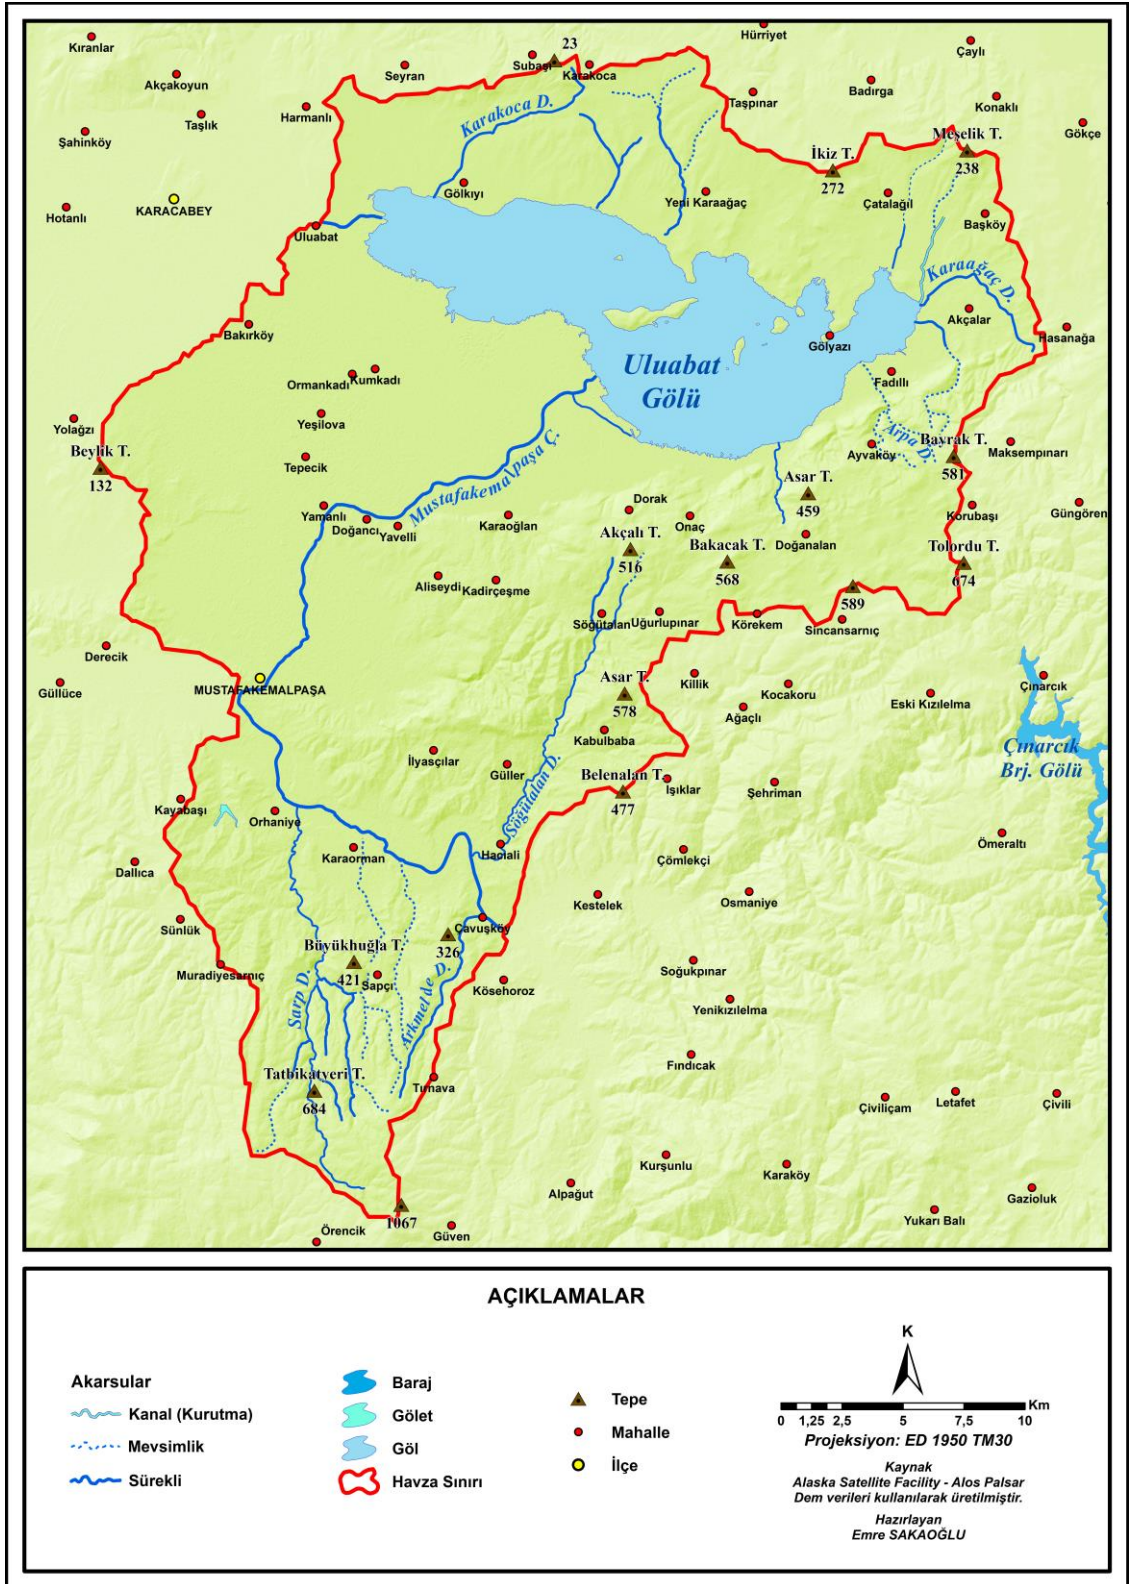 Hürriyet
Kıranlar
23
Çaylı
Subaşı
Karakoca
Seyran
Akçakoyun
Badırga
Taşpınar
Konaklı
Harmanlı
Taşlık
Karakoca D.
Gökçe
Şahinköy
Meşelik T.
238
İkiz T.
272
Gölkıyı
Yeni Karaağaç
Çatalağıl
KARACABEY
Hotanlı
Başköy
Uluabat
Karaağaç D.
Akçalar
Bakırköy
Hasanağa
Gölyazı
Uluabat
Gölü
Ormankadı
Kumkadı
Fadıllı
Yolağzı
Yeşilova
Arpa D.
Beylik T.
132
Tepecik
Mustafakemalpaşa Ç.
Ayvaköy
Bayrak T.
581
Maksempınarı
Asar T.
459
Yamanlı
Doğancı
Yavelli
Karaoğlan
Dorak
Onaç
Korubaşı
Güngören
Akçalı T.
516
Bakacak T.
568
Doğanalan
Tolordu T.
674
Aliseydi
Kadirçeşme
589
Söğütalan
Uğurlupınar
Körekem
Sincansarnıç
Derecik
Güllüce
MUSTAFAKEMALPAŞA
Asar T.
578
Killik
Kocakoru
Ağaçlı
Eski Kızılelma
Çınarcık
Kabulbaba
Çınarcık
Brj. Gölü
İlyasçılar
Güller
Söğütalan D.
Belenalan T.
477
Işıklar
Şehriman
Kayabaşı
Orhaniye
Karaorman
Hacıali
Çömlekçi
Ömeraltı
Dallıca
Kestelek
Osmaniye
Sünlük
Çavuşköy
326
Büyükhuğla T.
421
Sapçı
Muradiyesarnıç
Sarp D.
Arkmelde D.
Kösehoroz
Soğukpınar
Yenikızılelma
Fındıcak
Tatbikatyeri T.
684
Tunava
Çiviliçam
Letafet
Çivili
Kurşunlu
Karaköy
Alpağut
Gazioluk
1067
Yukarı Balı
Örencik
Güven
AÇIKLAMALAR
Akarsular
Kanal (Kurutma)
Mevsimlik
Sürekli
Baraj
Gölet
Göl
Havza Sınırı
Tepe
Mahalle
İlçe
K
Km
0 1,25 2,5 5 7,5 10
Projeksiyon: ED 1950 TM30
Kaynak
Alaska Satellite Facility - Alos Palsar
Dem verileri kullanılarak üretilmiştir.
Hazırlayan
Emre SAKAOĞLU